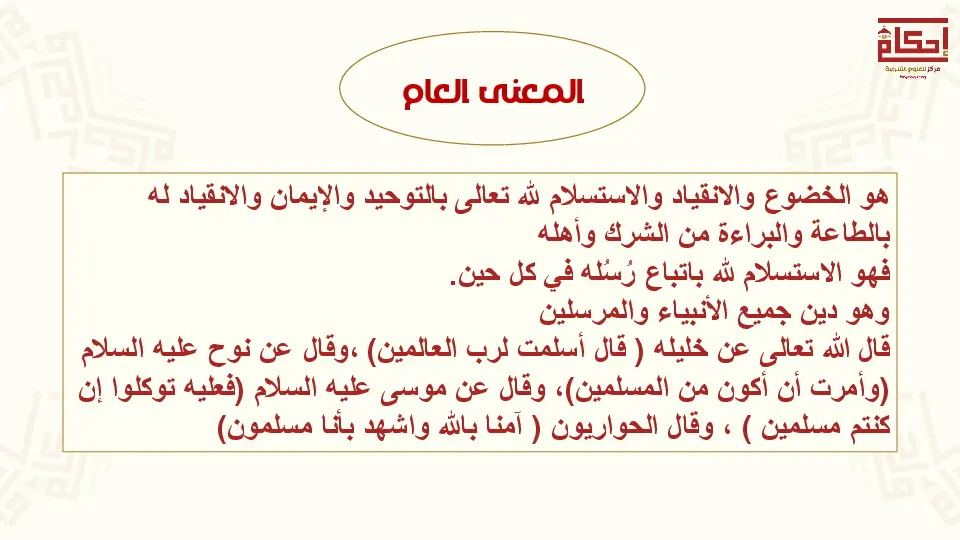 إحكام
مركز للعلوم الشرعية
المعنى العام
هو الخضوع والانقياد والاستسلام لله تعالى بالتوحيد والإيمان والانقياد له
بالطاعة والبراءة من الشرك وأهله
فهو الاستسلام لله باتباع رُسُله في كل حين.
وهو دين جميع الأنبياء والمرسلين
قال الله تعالى عن خليله ( قال أسلمت لرب العالمين) ،وقال عن نوح عليه السلام
(وأمرت أن أكون من المسلمين)، وقال عن موسى عليه السلام (فعليه توكلوا إن
كنتم مسلمين ) ، وقال الحواريون ( آمنا بالله واشهد بأنا مسلمون)